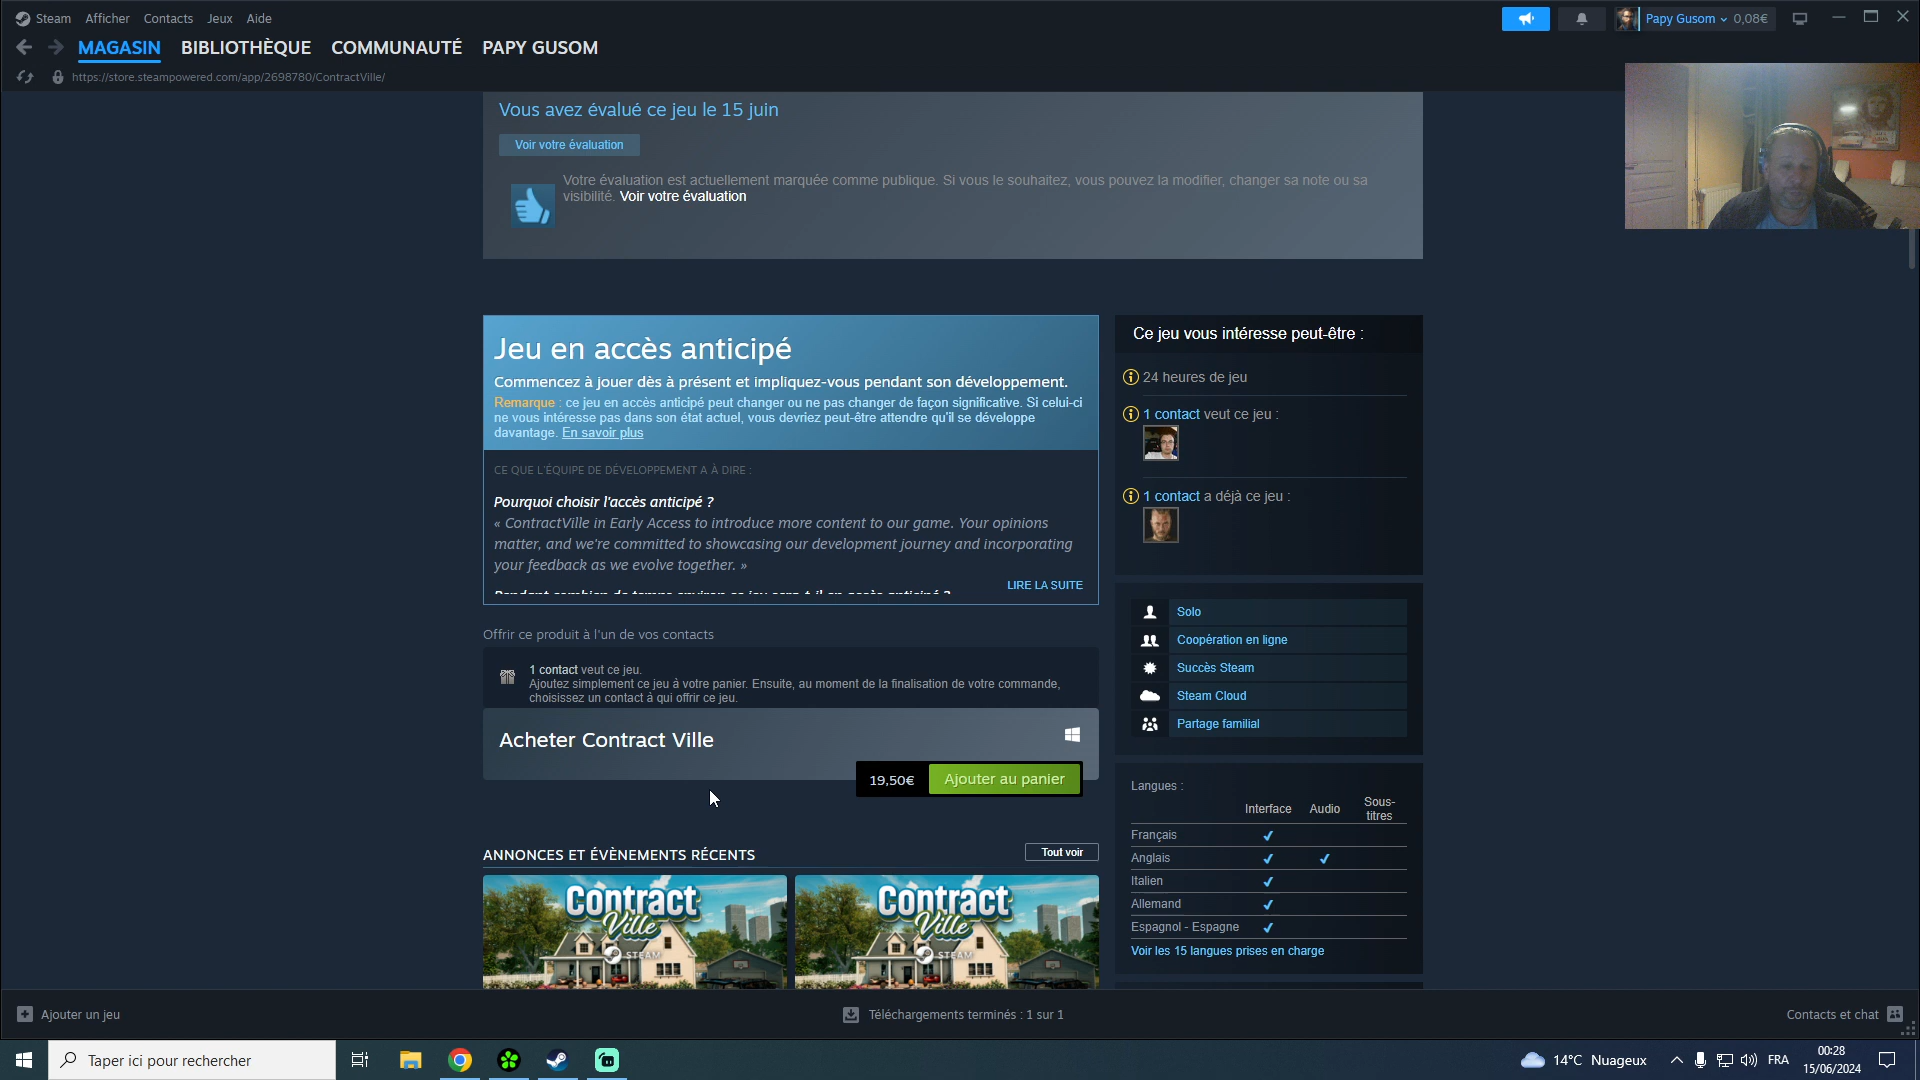 Steam Afficher Contacts Jeux Aide
Papy Gusom 0,08€
MAGASIN BIBLIOTHÈQUE COMMUNAUTÉ PAPY GUSOM
https://store.steampowered.com/app/2698780/ContractVille/
Vous avez évalué ce jeu le 15 juin
Voir votre évaluation
Votre évaluation est actuellement marquée comme publique. Si vous le souhaitez, vous pouvez la modifier, changer sa note ou sa
visibilité. Voir votre évaluation
Jeu en accès anticipé
Commencez à jouer dès à présent et impliquez-vous pendant son développement.
Remarque : ce jeu en accès anticipé peut changer ou ne pas changer de façon significative. Si celui-ci
ne vous intéresse pas dans son état actuel, vous devriez peut-être attendre qu'il se développe
davantage. En savoir plus
CE QUE L'ÉQUIPE DE DÉVELOPPEMENT A À DIRE :
Pourquoi choisir l'accès anticipé ?
« ContractVille in Early Access to introduce more content to our game. Your opinions
matter, and we're committed to showcasing our development journey and incorporating
your feedback as we evolve together. »
LIRE LA SUITE
Offrir ce produit à l'un de vos contacts
1 contact veut ce jeu.
Ajoutez simplement ce jeu à votre panier. Ensuite, au moment de la finalisation de votre commande,
choisissez un contact à qui offrir ce jeu.
Acheter Contract Ville
19,50€ Ajouter au panier
ANNONCES ET ÉVÈNEMENTS RÉCENTS
Tout voir
Contract
Ville
STEAM
Contract
Ville
STEAM
Ce jeu vous intéresse peut-être :
24 heures de jeu
1 contact veut ce jeu :
1 contact a déjà ce jeu :
Solo
Coopération en ligne
Succès Steam
Steam Cloud
Partage familial
Langues :
Interface Audio Sous-
titres
Français
Anglais
Italien
Allemand
Espagnol - Espagne
Voir les 15 langues prises en charge
Ajouter un jeu
Téléchargements terminés : 1 sur 1
Contacts et chat
Taper ici pour rechercher
14°C Nuageux
FRA
00:28
15/06/2024